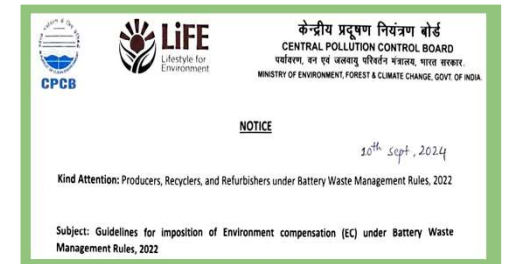 केन्द्रीय प्रदूषण नियंत्रण बोर्ड
CENTRAL POLLUTION CONTROL BOARD
पर्यावरण, वन एवं जलवायु परिवर्तन मंत्रालय, भारत सरकार.
MINISTRY OF ENVIRONMENT, FOREST & CLIMATE CHANGE, GOVT. OF INDIA.
CPCB
LiFE
Lifestyle for
Environment
NOTICE
10th Sept, 2024
Kind Attention: Producers, Recyclers, and Refurbishers under Battery Waste Management Rules, 2022
Subject: Guidelines for imposition of Environment compensation (EC) under Battery Waste
Management Rules, 2022